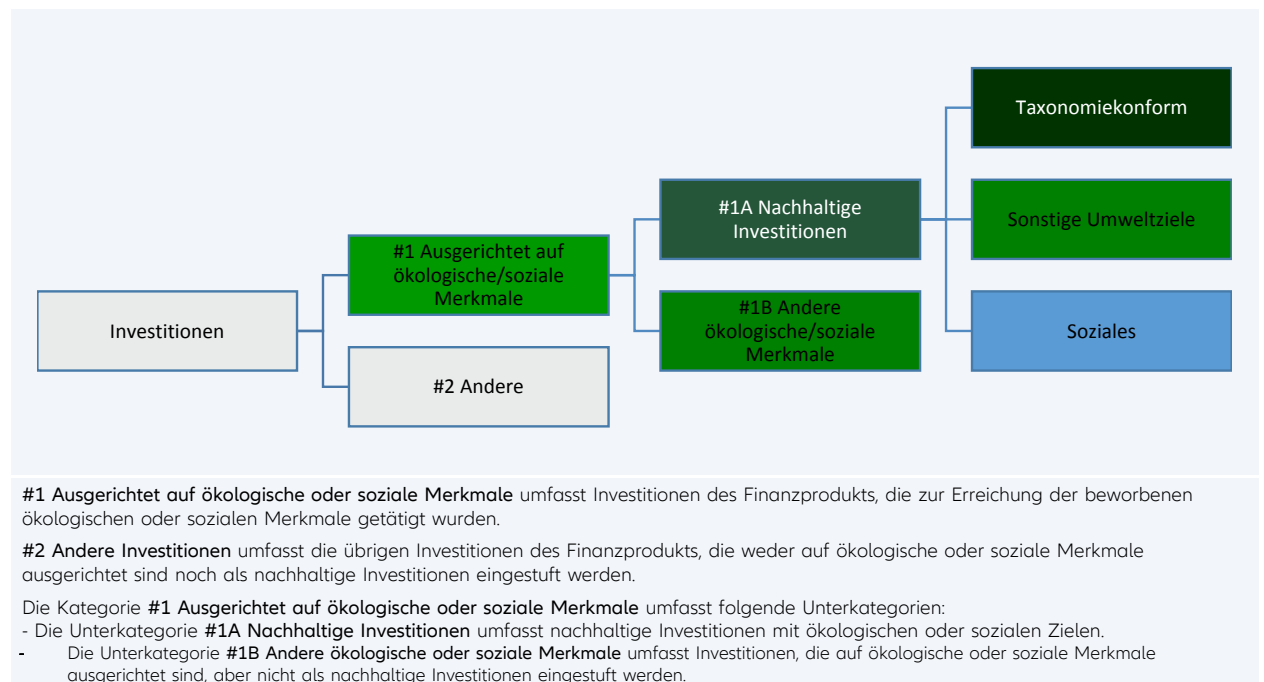 Taxonomiekonform
#1A Nachhaltige
Investitionen
Sonstige Umweltziele
#1 Ausgerichtet auf
ökologische/soziale
Merkmale
#1B Andere
ökologische/soziale
Merkmale
Investitionen
Soziales
#2 Andere
#1 Ausgerichtet auf ökologische oder soziale Merkmale umfasst Investitionen des Finanzprodukts, die zur Erreichung der beworbenen
ökologischen oder sozialen Merkmale getätigt wurden.
#2 Andere Investitionen umfasst die übrigen Investitionen des Finanzprodukts, die weder auf ökologische oder soziale Merkmale
ausgerichtet sind noch als nachhaltige Investitionen eingestuft werden.
Die Kategorie #1 Ausgerichtet auf ökologische oder soziale Merkmale umfasst folgende Unterkategorien:
- Die Unterkategorie #1A Nachhaltige Investitionen umfasst nachhaltige Investitionen mit ökologischen oder sozialen Zielen.
- Die Unterkategorie #1B Andere ökologische oder soziale Merkmale umfasst Investitionen, die auf ökologische oder soziale Merkmale
ausgerichtet sind, aber nicht als nachhaltige Investitionen eingestuft werden.